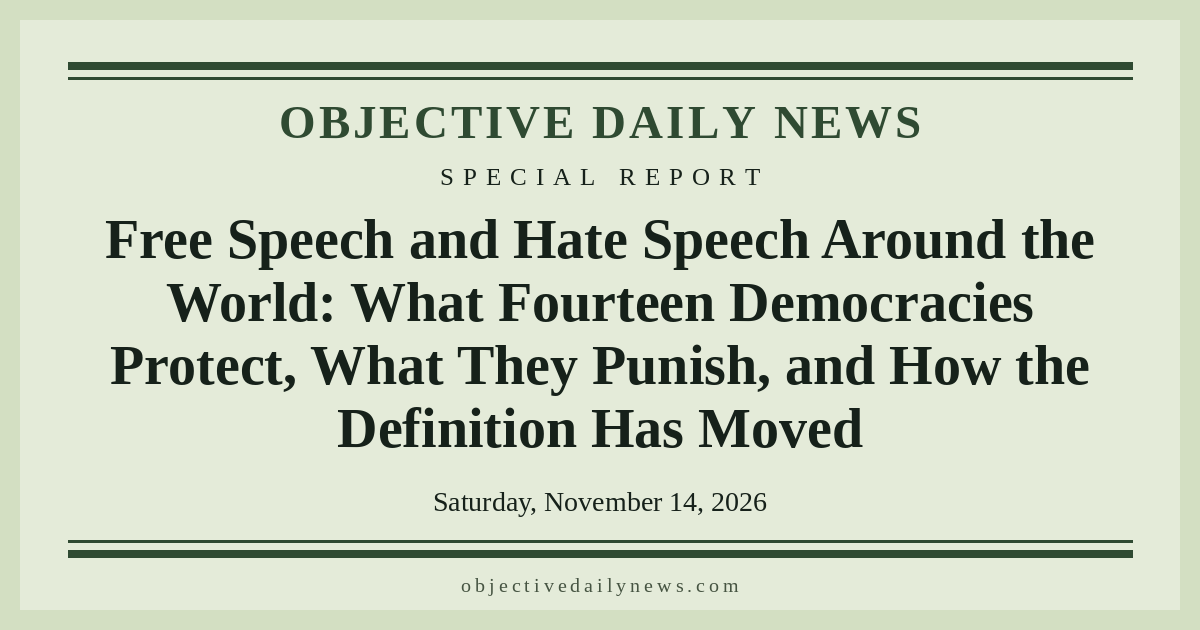 OBJECTIVE DAILY NEWS
SPECIAL REPORT
Free Speech and Hate Speech Around the
World: What Fourteen Democracies
Protect, What They Punish, and How the
Definition Has Moved
Saturday, November 14, 2026
objectivedailynews.com